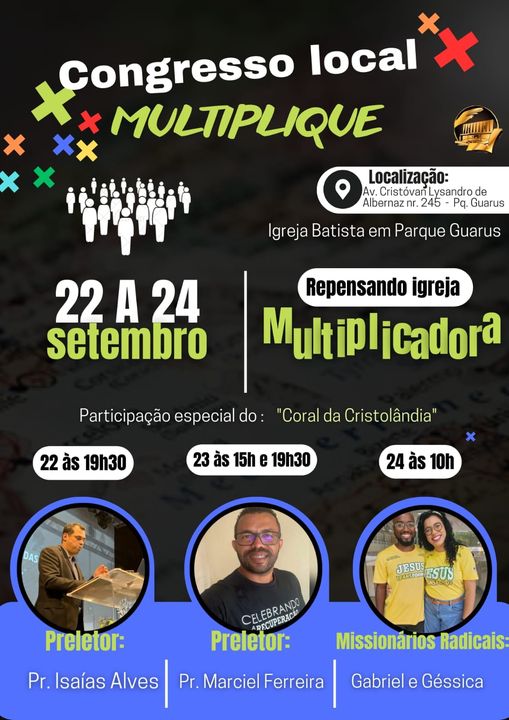 Congresso local
MULTIPLIQUE
Localização:
Av. Cristóvan Lysandro de
Albernaz nr. 245 - Pq. Guarus
Igreja Batista em Parque Guarus
22 A 24
setembro
Repensando igreja
Multiplicadora
Participação especial do : "Coral da Cristolândia"
22 às 19h30
23 às 15h e 19h30
24 às 10h
DAS
CELEBRANDO
A RECUPERAÇÃO
JESUS
JESUS
Preletor:
Preletor:
Missionários Radicais:
Pr. Isaías Alves
Pr. Marciel Ferreira
Gabriel e Géssica